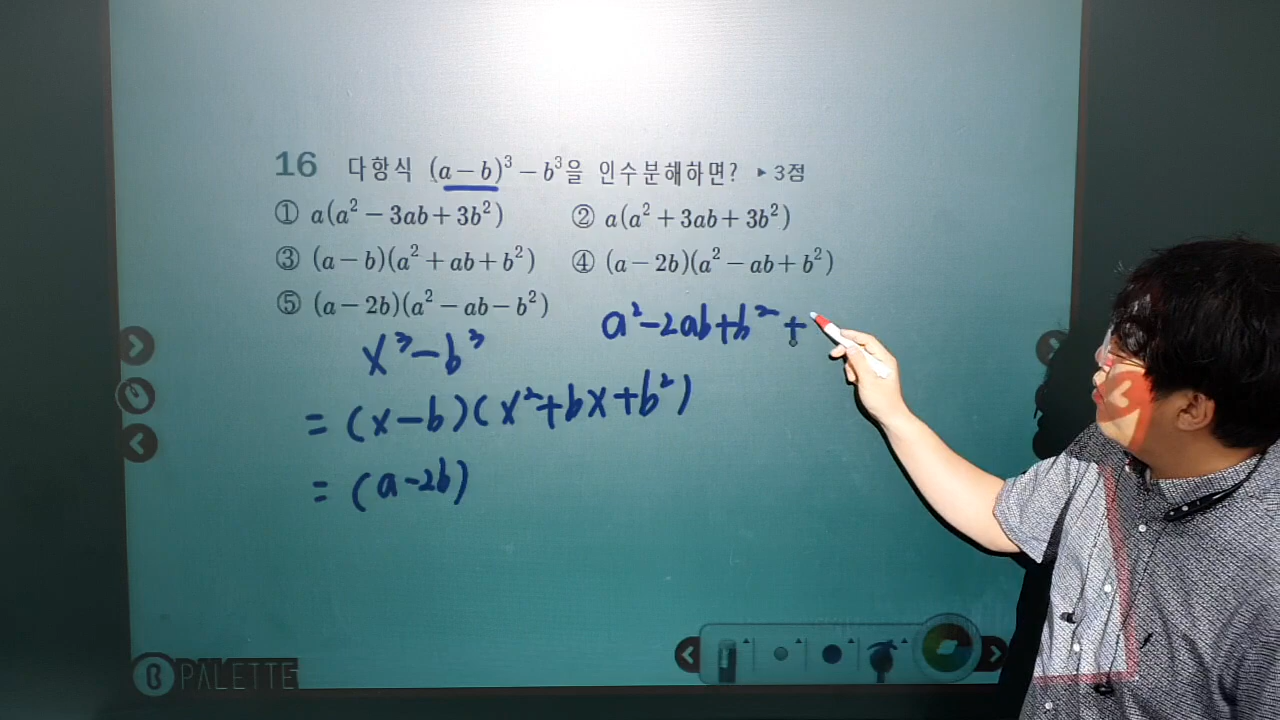 16 다항식 (a-b)³-b³을 인수분해하면? ▸3점
① a(a²-3ab+3b²) ② a(a²+3ab+3b²)
③ (a-b)(a²+ab+b²) ④ (a-2b)(a²-ab+b²)
⑤ (a-2b)(a²-ab-b²)
a²-2ab+b²+
x³-b³
=(x-b)(x²+bx+b²)
=(a-2b)
PALETTE